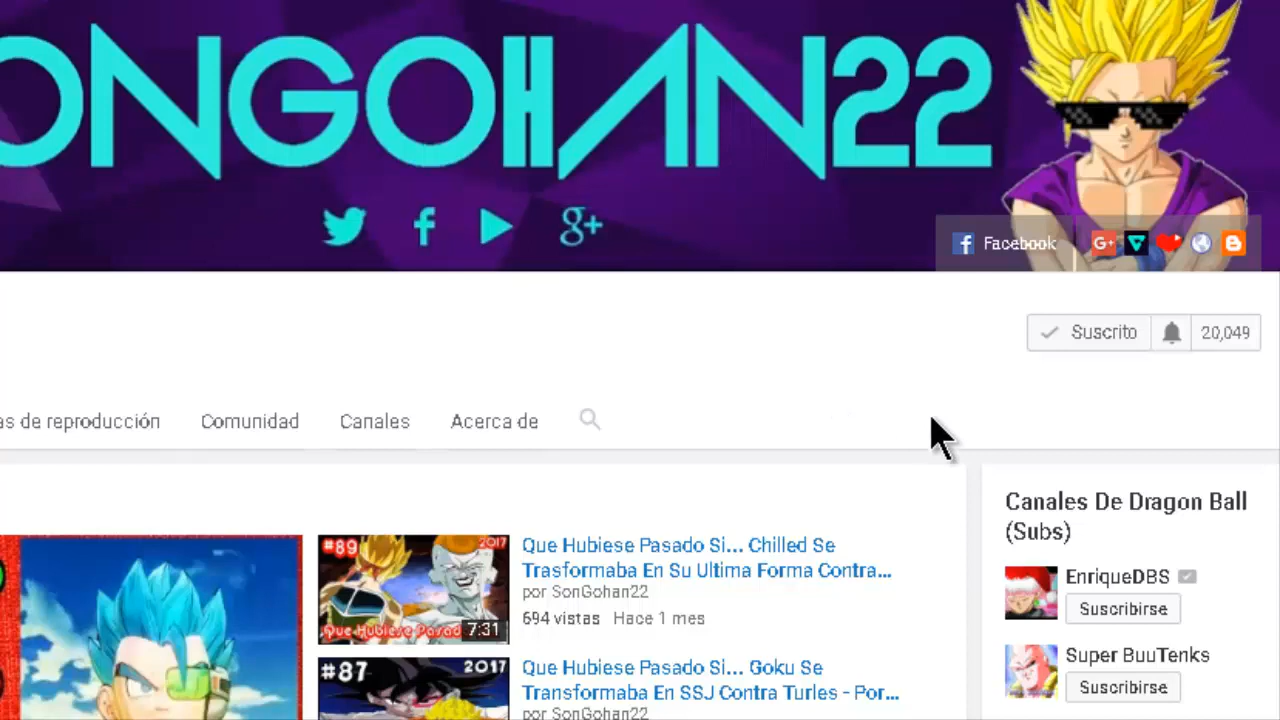 ONGOHAN22
Facebook
Suscrito
20,049
as de reproducción
Comunidad
Canales
Acerca de
Canales De Dragon Ball
(Subs)
EnriqueDBS
Suscribirse
Super BuuTenks
Suscribirse
#89
2017
Que Hubiese Pasad
7:31
Que Hubiese Pasado Si... Chilled Se
Trasformaba En Su Ultima Forma Contra...
por SonGohan22
694 vistas Hace 1 mes
#87
2017
Que Hubiese Pasado Si... Goku Se
Transformaba En SSJ Contra Turles - Por...
por SonGohan22